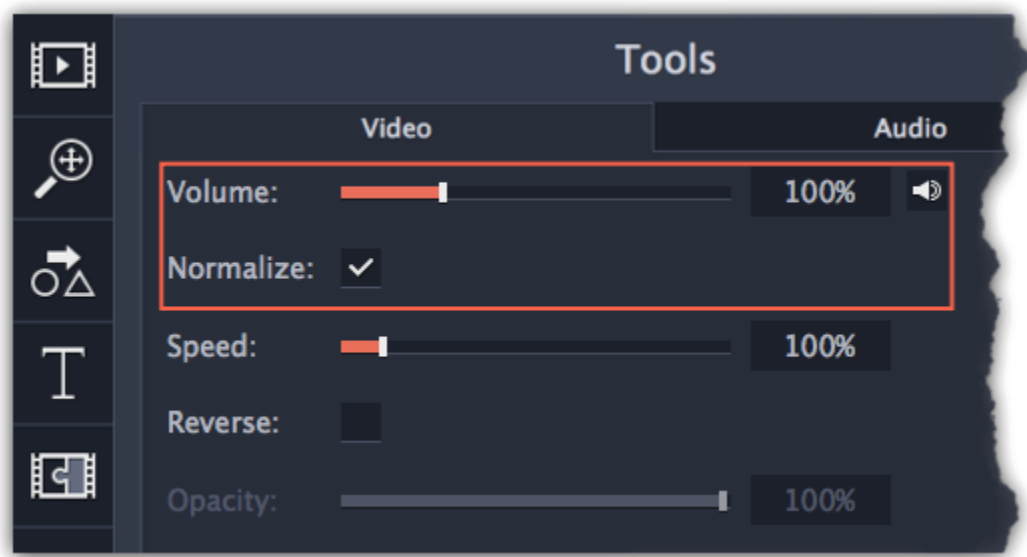 Tools
Video Audio
Volume: 100%
Normalize:
Speed: 100%
Reverse:
Opacity: 100%